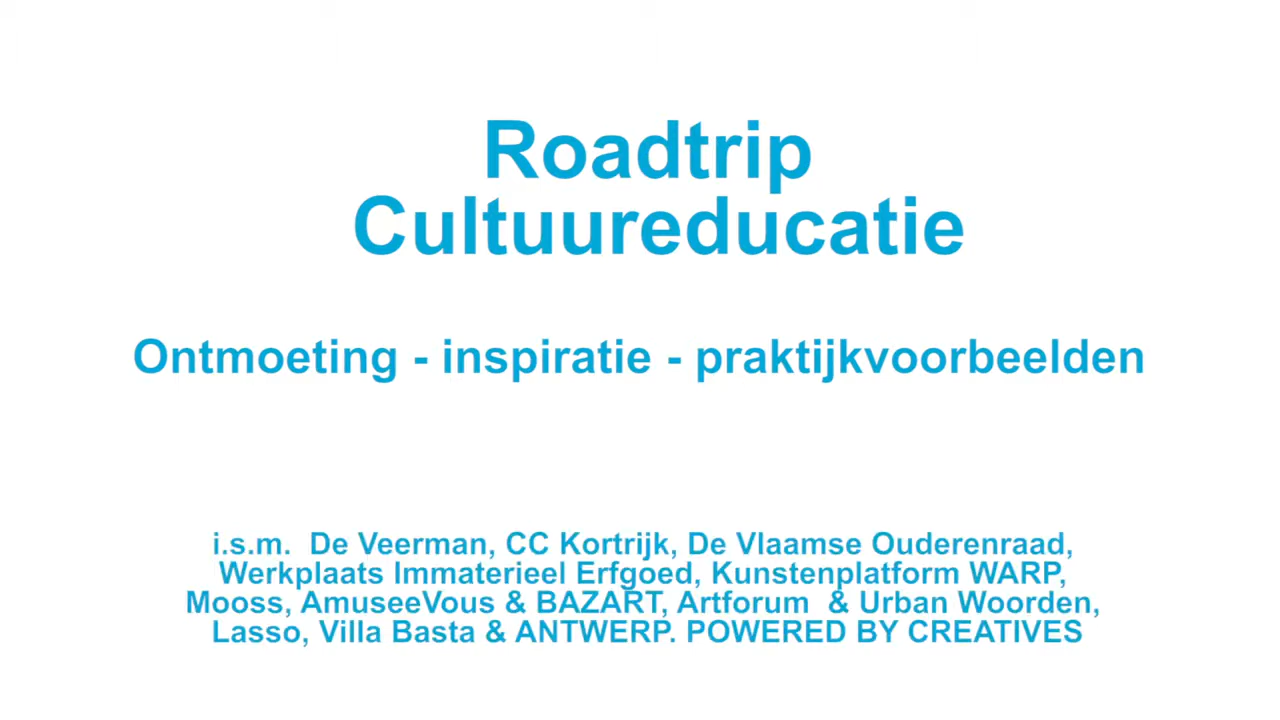 Roadtrip
Cultuureducatie
Ontmoeting - inspiratie - praktijkvoorbeelden
i.s.m. De Veerman, CC Kortrijk, De Vlaamse Ouderenraad,
Werkplaats Immaterieel Erfgoed, Kunstenplatform WARP,
Mooss, AmuseeVous & BAZART, Artforum & Urban Woorden,
Lasso, Villa Basta & ANTWERP. POWERED BY CREATIVES